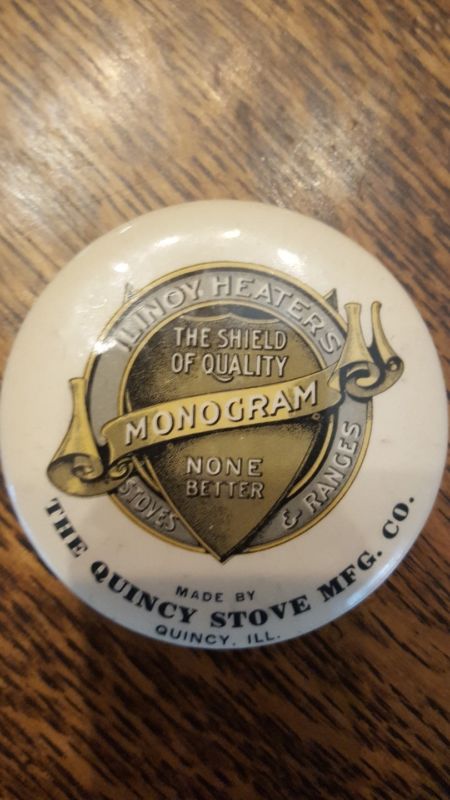 ILINOY HEATER'S
THE SHIELD
OF QUALITY
MONOGRAM
NONE
BETTER
STOVES & RANGES
MADE BY
THE QUINCY STOVE MFG. CO.
QUINCY, ILL.